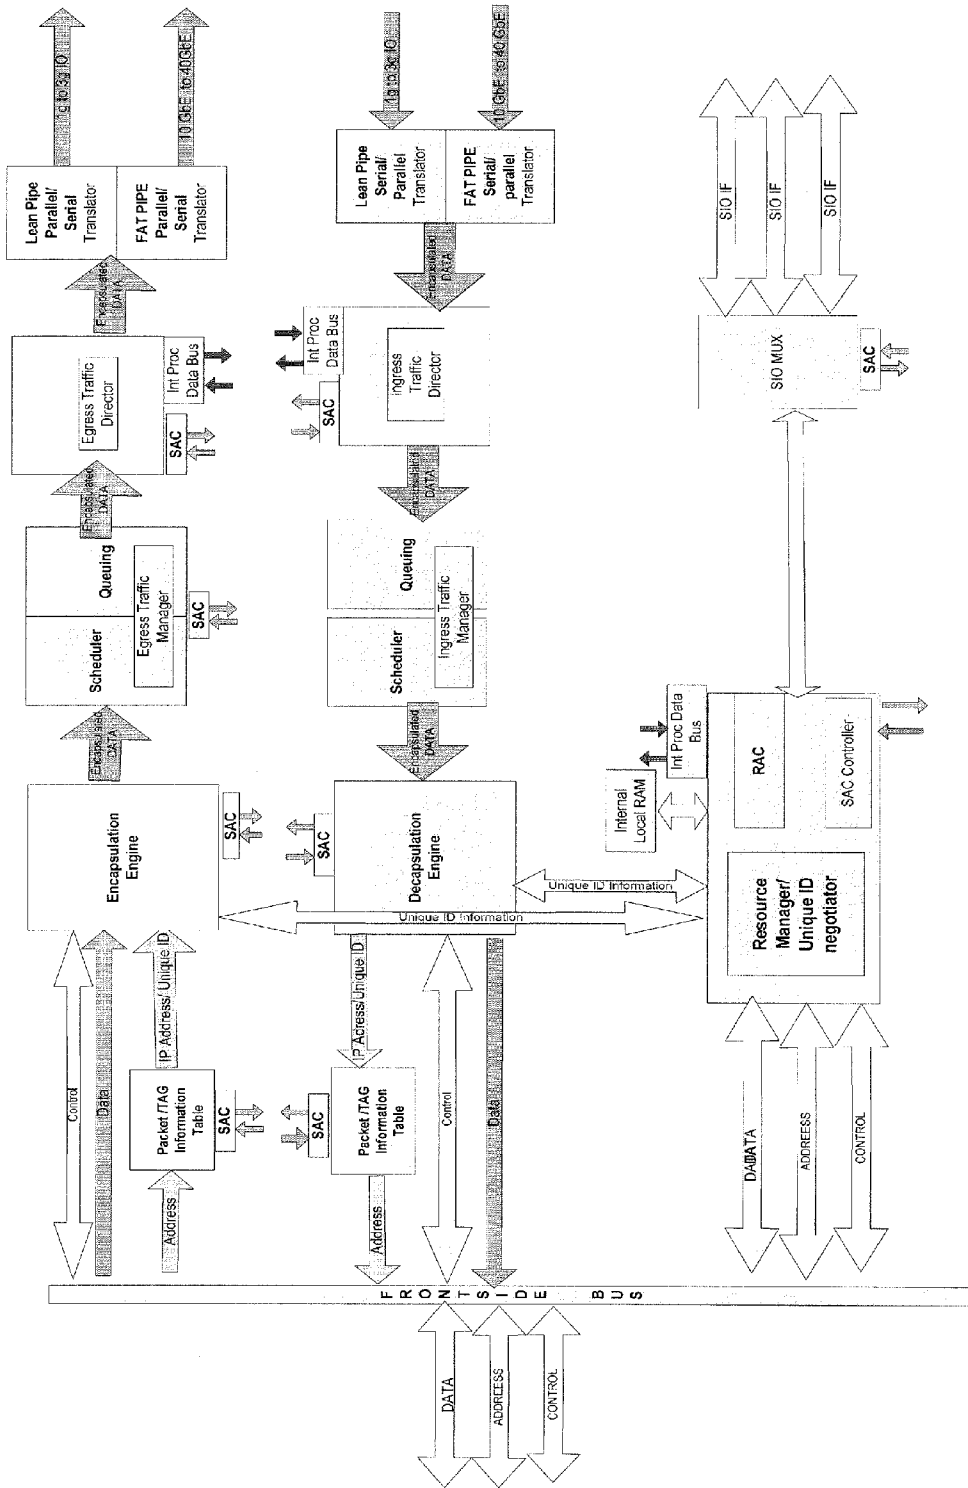 1g to 3g IO
10 GbE to 40GbE
Lean Pipe
Parallel/
Serial
Translator
FAT PIPE
Parallel/
Serial
Translator
Encapsulated
DATA
Egress Traffic
Director
Int Proc
Data Bus
SAC
Encapsulated
DATA
Queuing
Scheduler
Egress Traffic
Manager
SAC
Encapsulated
DATA
Encapsulation
Engine
SAC
Control
Data
IP Address/ Unique ID
Packet /TAG
Information
Table
SAC
Address
1g to 3g IO
10 GbE to 40 GbE
Lean Pipe
Serial/
Parallel
Translator
FAT PIPE
Serial/
parallel
Translator
Encapsulated
DATA
Int Proc
Data Bus
SAC
Ingress
Traffic
Director
Encapsulated
DATA
Queuing
Scheduler
Ingress Traffic
Manager
Encapsulated
DATA
SAC
Decapsulation
Engine
Unique ID Information
Unique ID Information
IP Adress/Unique ID
SAC
Packet /TAG
Information
Table
Address
Control
Data
SIO IF
SIO IF
SIO IF
SIO MUX
SAC
Int Proc Data
Bus
Internal
Local RAM
RAC
SAC Controller
Resource
Manager/
Unique ID
negotiator
DADATA
ADDREESS
CONTROL
FRONTSIDE BUS
DATA
ADDREESS
CONTROL